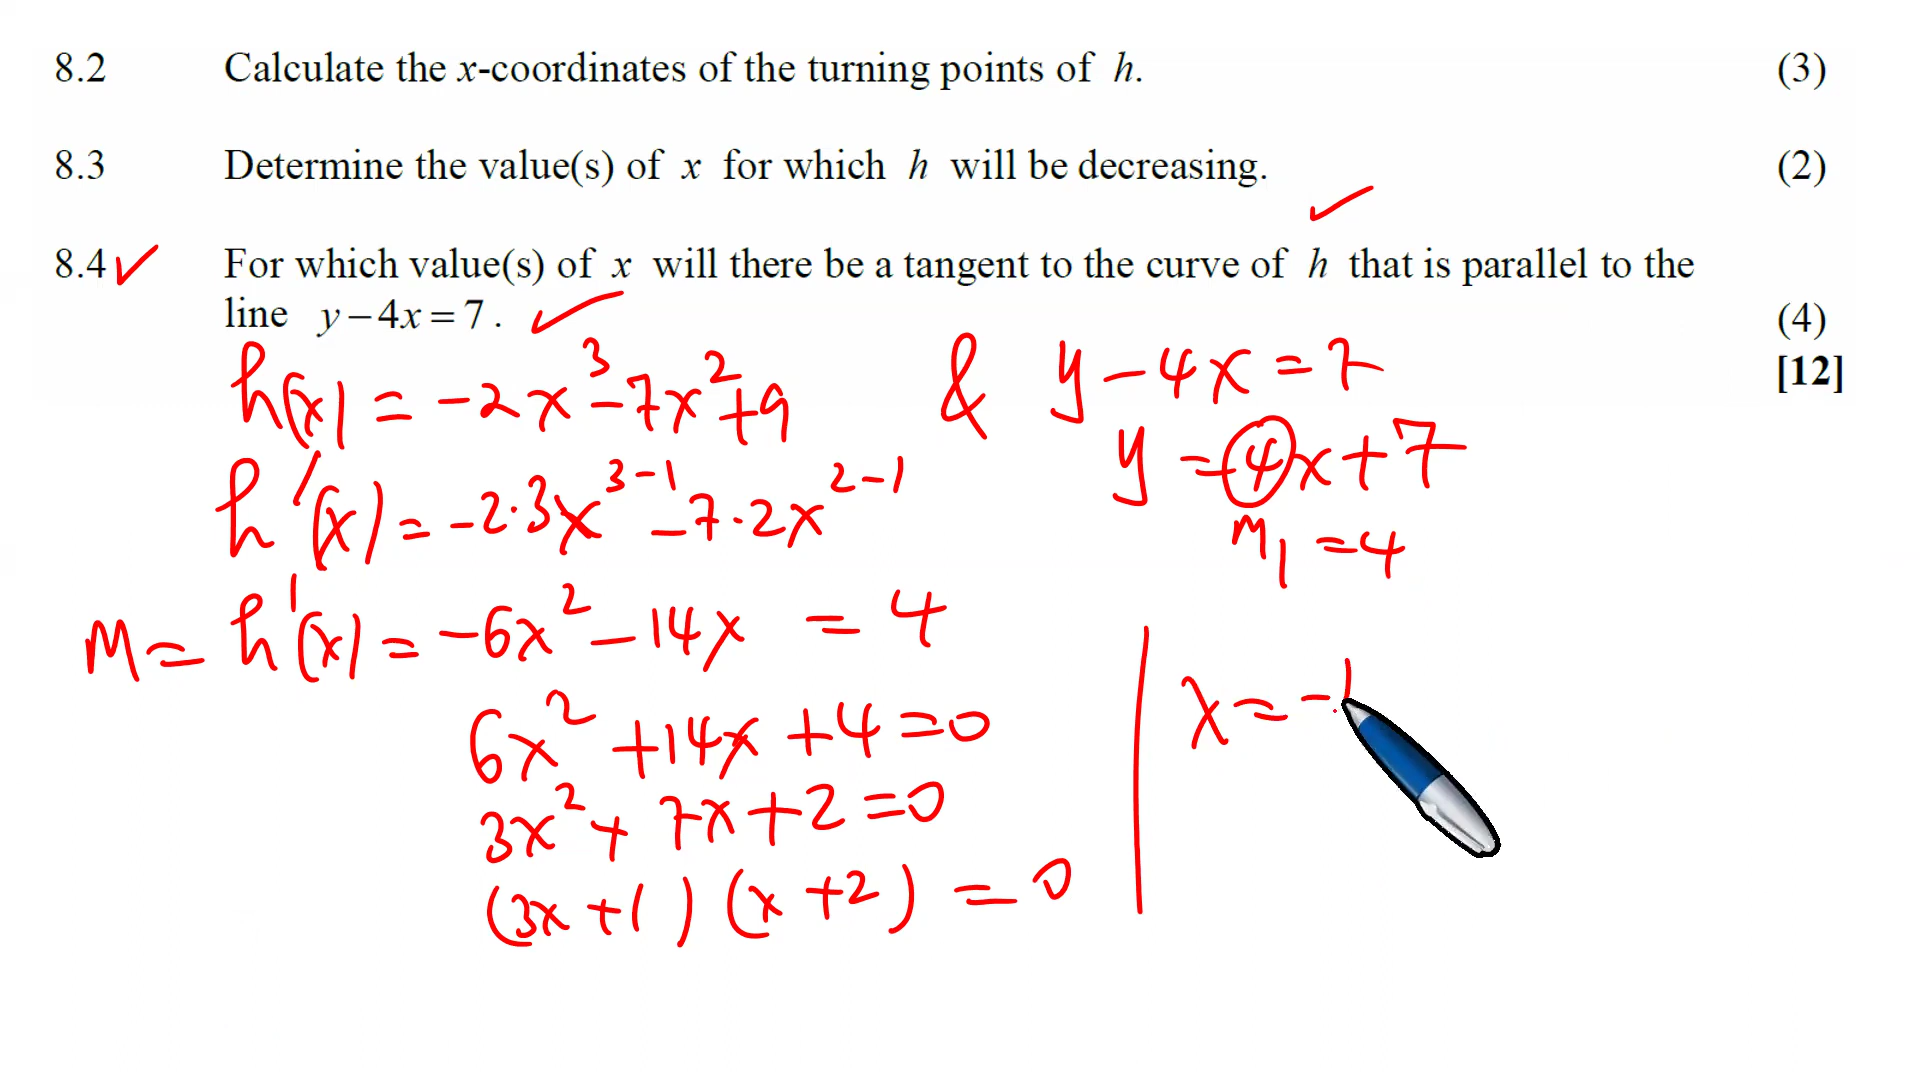 8.2 Calculate the x-coordinates of the turning points of h. (3)
8.3 Determine the value(s) of x for which h will be decreasing. (2)
8.4 ✓ For which value(s) of x will there be a tangent to the curve of h that is parallel to the
line y – 4x = 7. (4)
[12]
h(x) = -2x³ - 7x² + 9 & y - 4x = 7
y = 4x + 7
h'(x) = -2·3x³⁻¹ - 7·2x²⁻¹
m₁ = 4
M = h'(x) = -6x² - 14x = 4
6x² + 14x + 4 = 0
3x² + 7x + 2 = 0
(3x + 1)(x + 2) = 0
x = -1